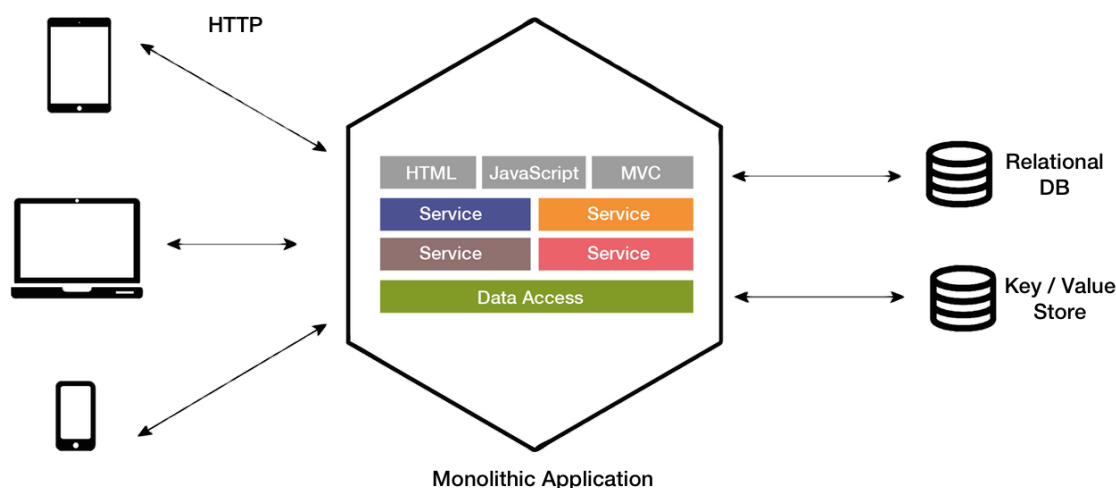 HTTP
HTML JavaScript MVC
Service Service
Service Service
Data Access
Relational
DB
Key / Value
Store
Monolithic Application